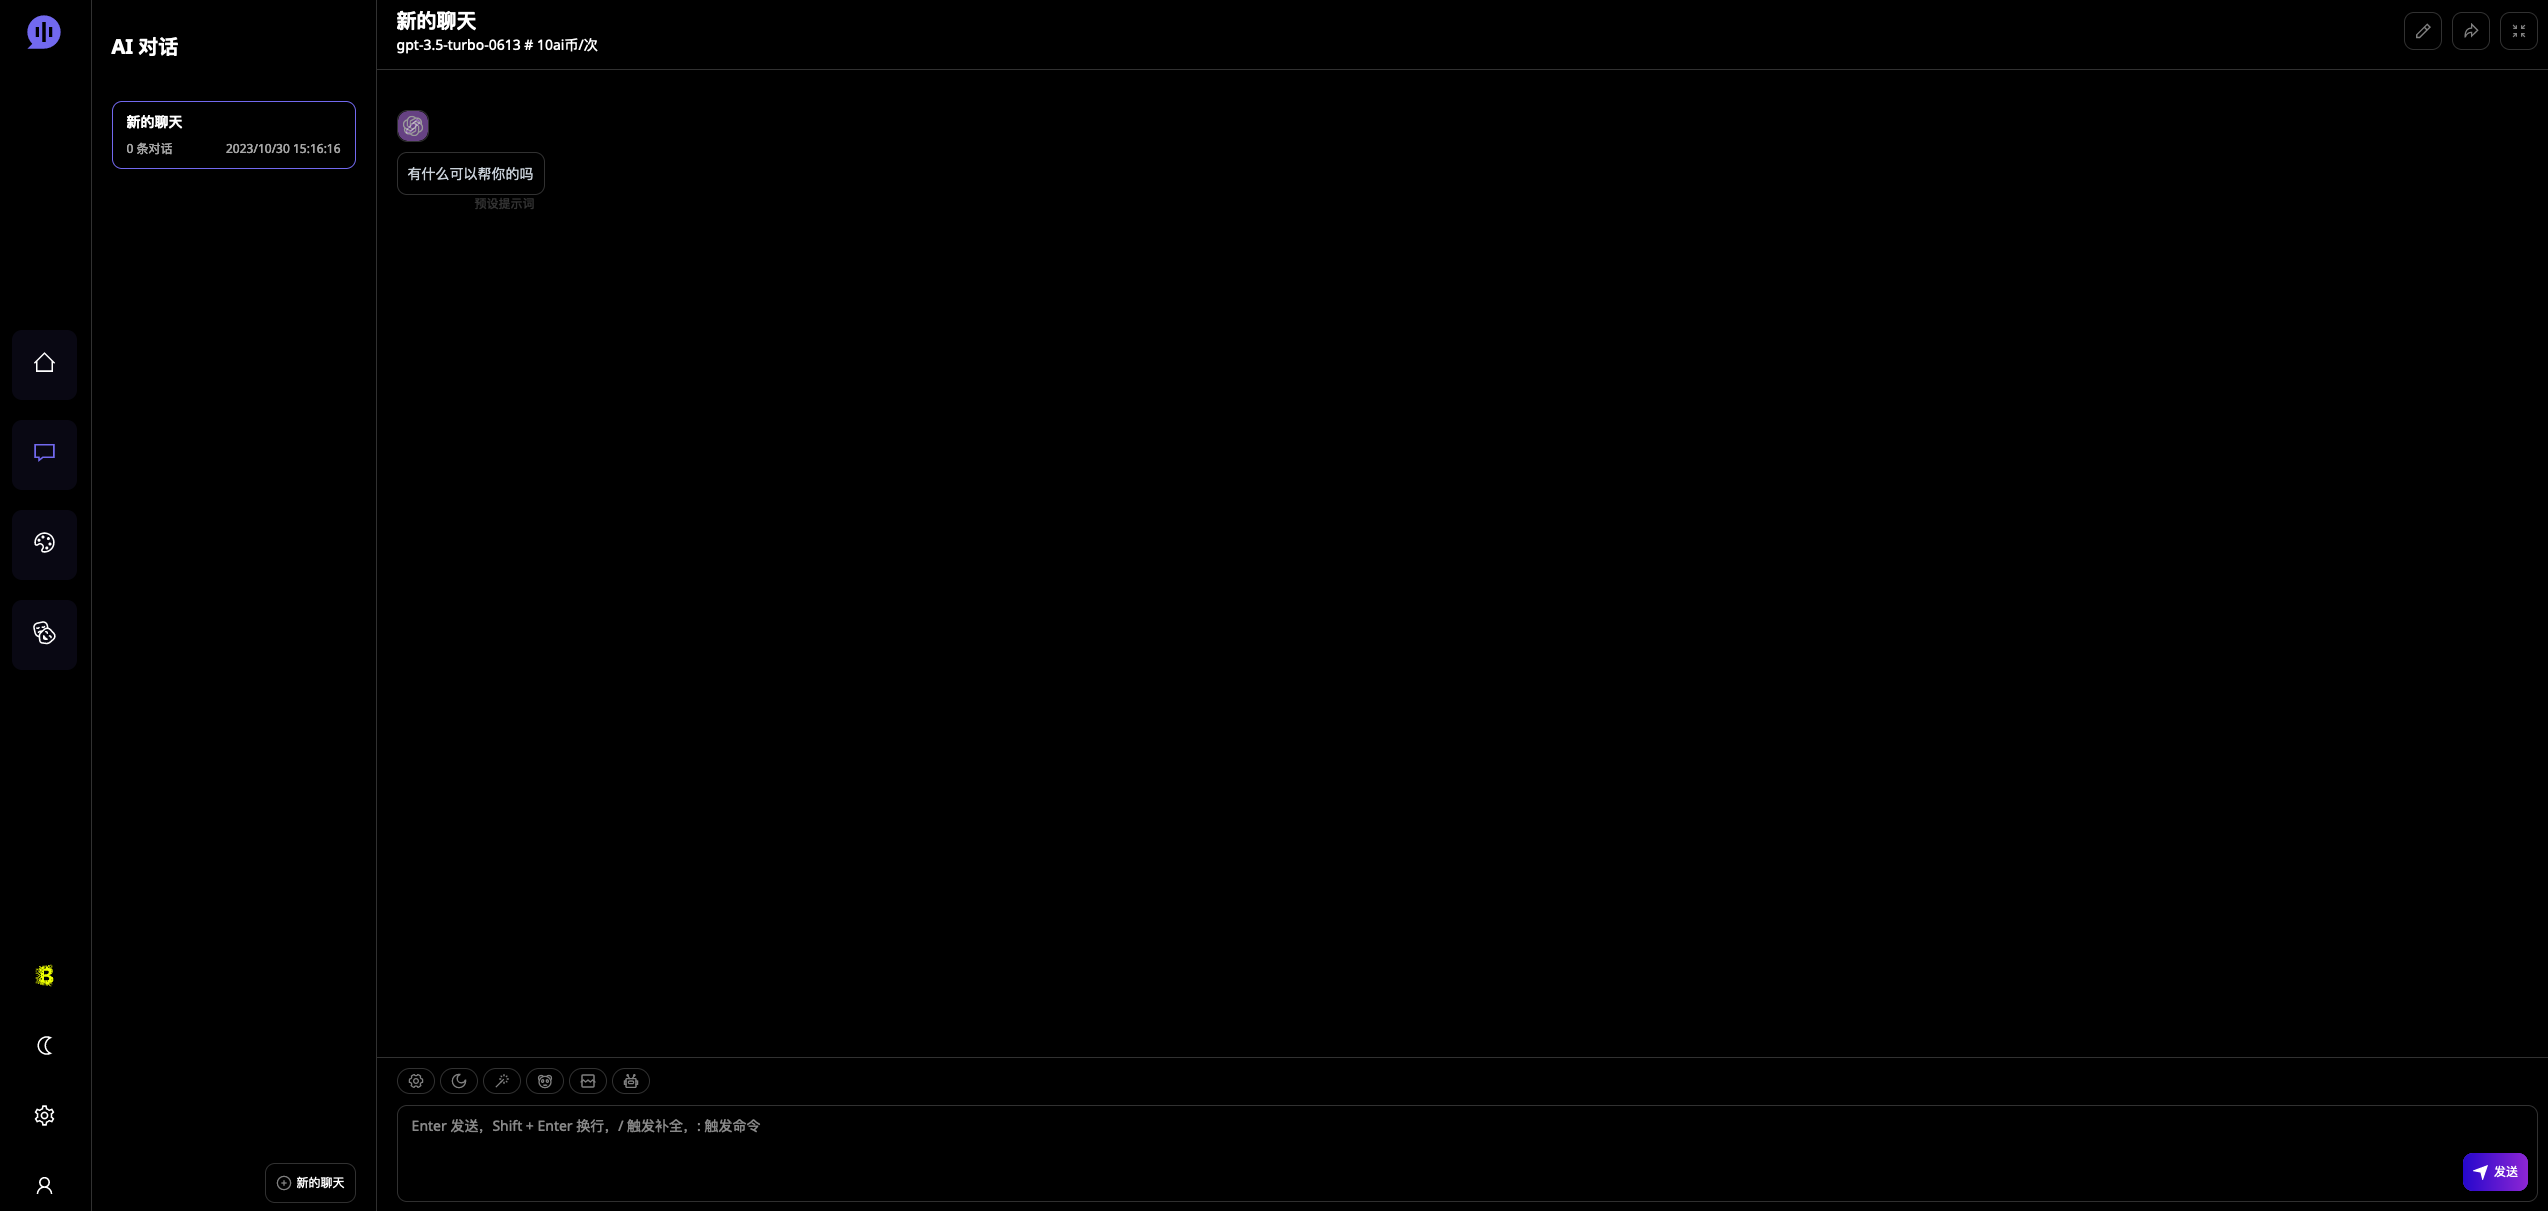 AI 对话
新的聊天
0 条对话 2023/10/30 15:16:16
新的聊天
新的聊天
gpt-3.5-turbo-0613 # 10ai币/次
有什么可以帮你的吗
预设提示词
Enter 发送，Shift + Enter 换行，/ 触发补全，: 触发命令
发送